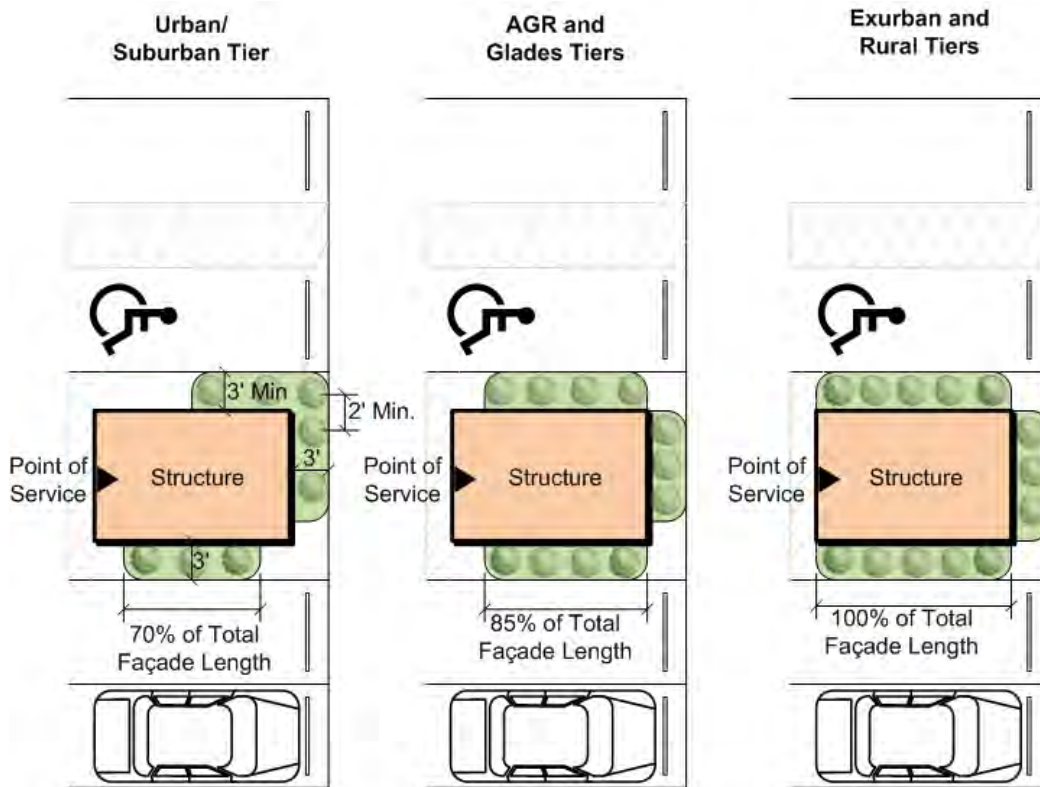 Urban/
Suburban Tier
AGR and
Glades Tiers
Exurban and
Rural Tiers
3' Min
2' Min.
Point of
Service
Structure
3'
3'
70% of Total
Façade Length
Point of
Service
Structure
85% of Total
Façade Length
Point of
Service
Structure
100% of Total
Façade Length